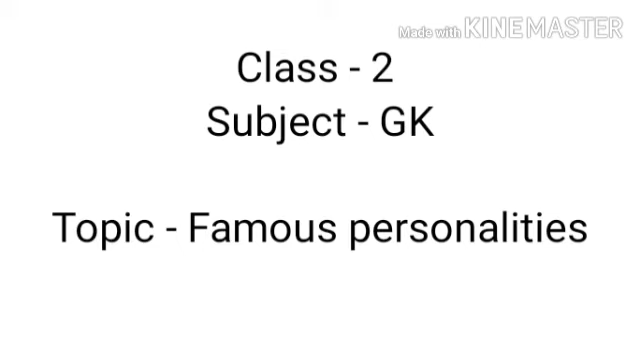 Made with KINEMASTER
Class - 2
Subject - GK
Topic - Famous personalities